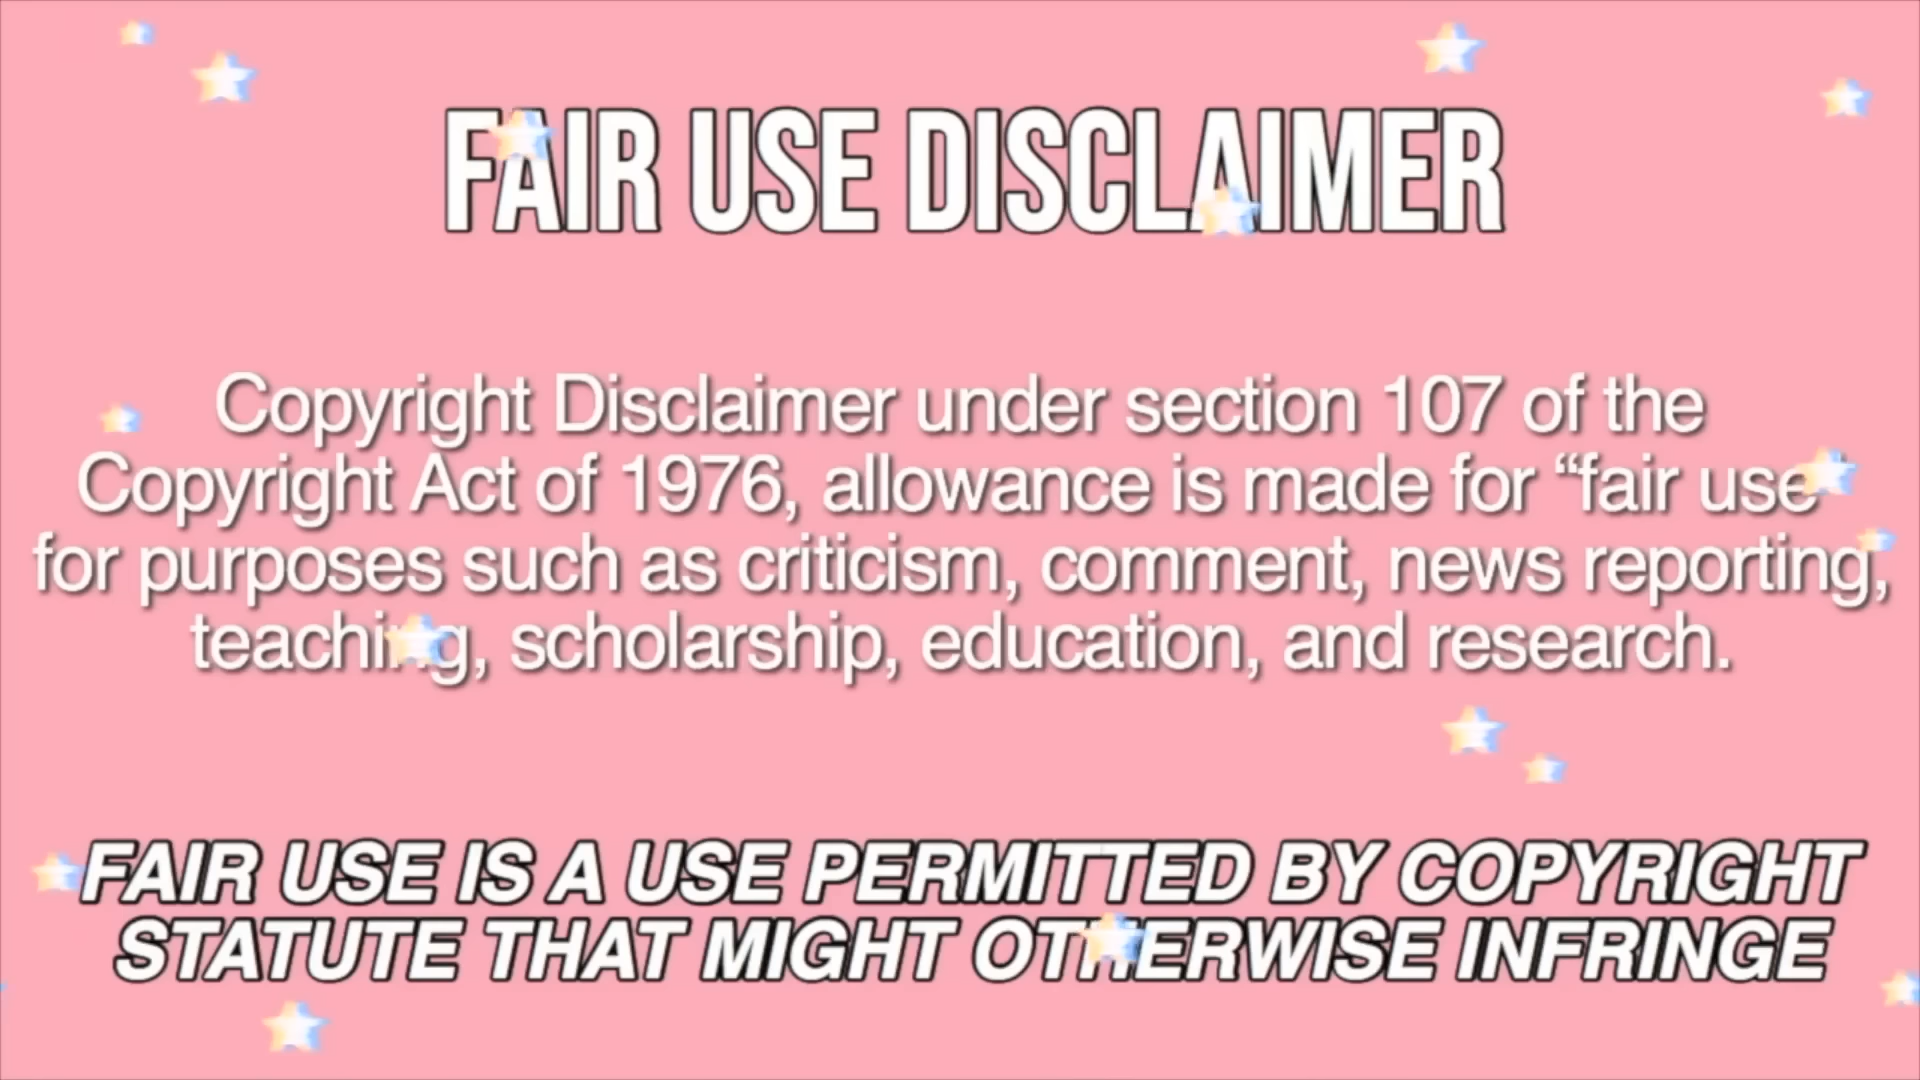 FAIR USE DISCLAIMER
Copyright Disclaimer under section 107 of the
Copyright Act of 1976, allowance is made for “fair use”
for purposes such as criticism, comment, news reporting,
teaching, scholarship, education, and research.
FAIR USE IS A USE PERMITTED BY COPYRIGHT
STATUTE THAT MIGHT OTHERWISE INFRINGE